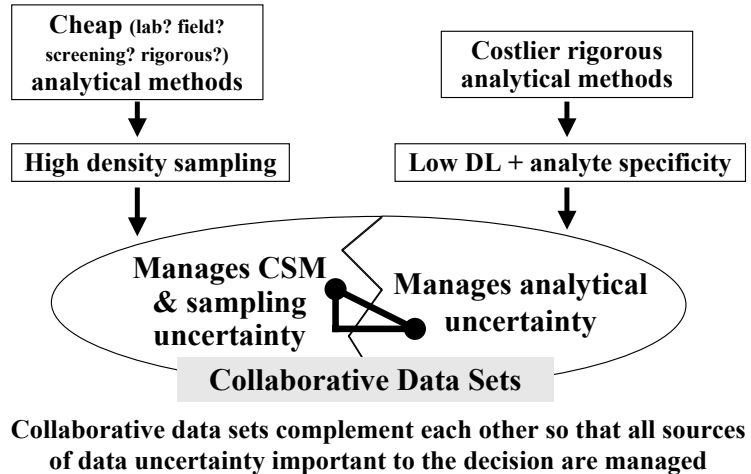 Cheap (lab? field?
screening? rigorous?)
analytical methods
High density sampling
Costlier rigorous
analytical methods
Low DL + analyte specificity
Manages CSM
& sampling
uncertainty
Manages analytical
uncertainty
Collaborative Data Sets
Collaborative data sets complement each other so that all sources
of data uncertainty important to the decision are managed